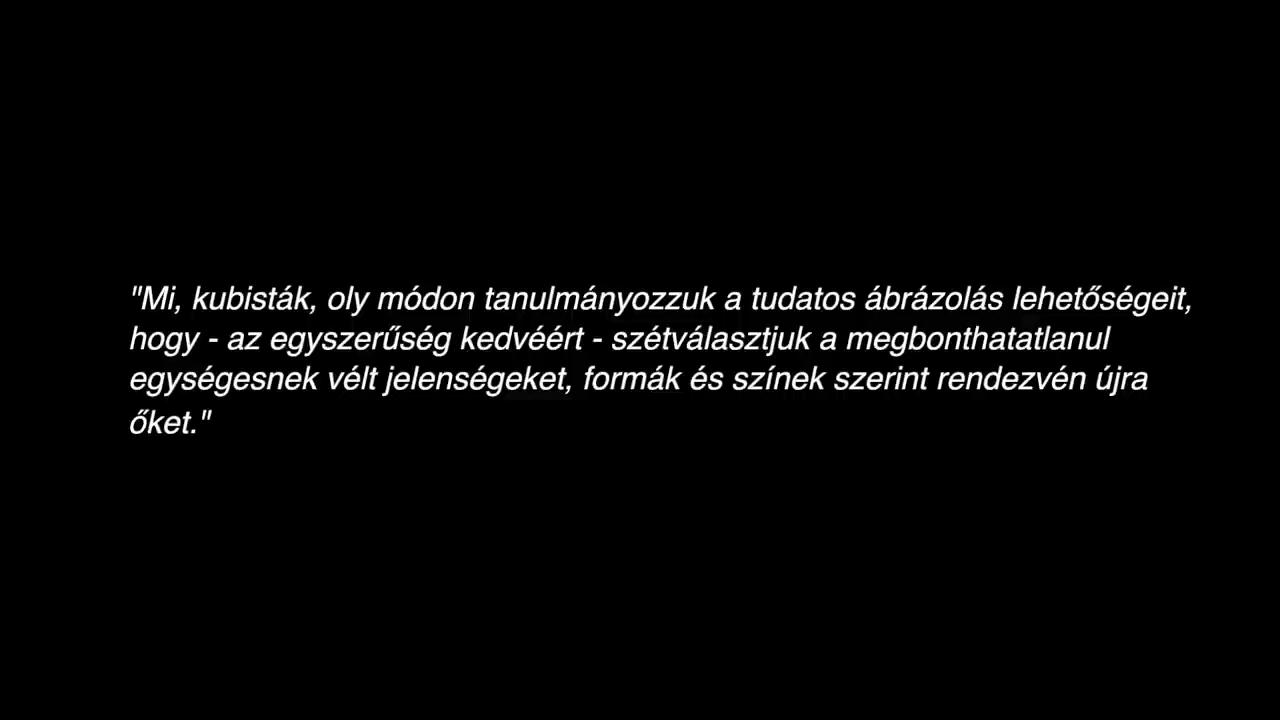 "Mi, kubisták, oly módon tanulmányozzuk a tudatos ábrázolás lehetőségeit,
hogy - az egyszerűség kedvéért - szétválasztjuk a megbonthatatlanul
egységesnek vélt jelenségeket, formák és színek szerint rendezvén újra
őket."